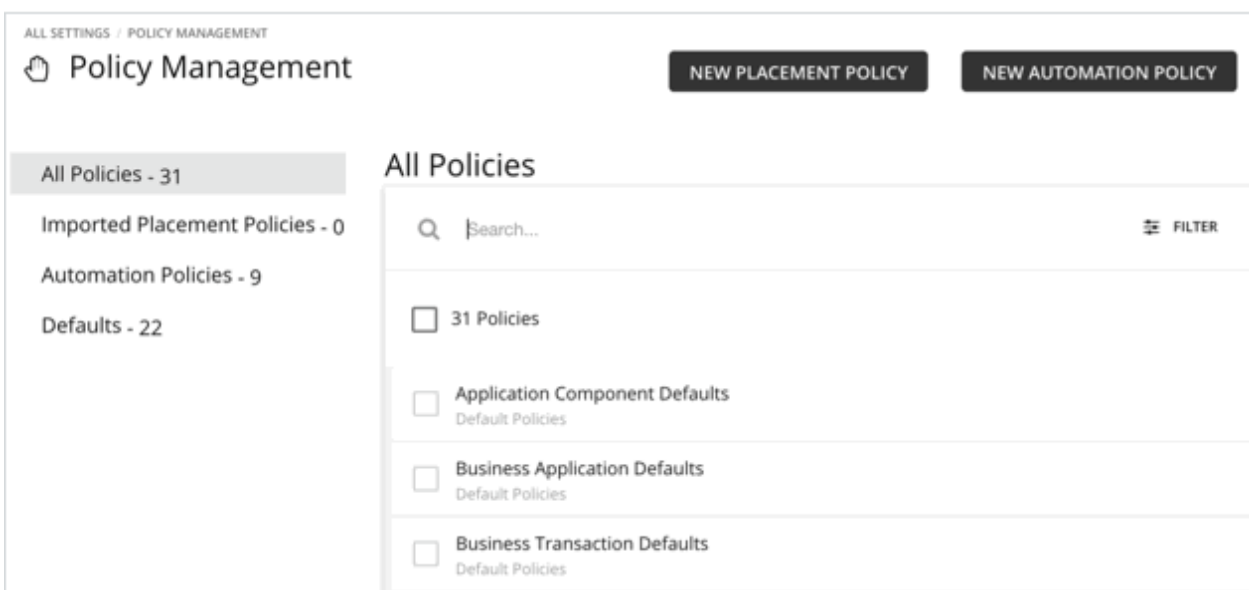 ALL SETTINGS / POLICY MANAGEMENT
Policy Management
NEW PLACEMENT POLICY
NEW AUTOMATION POLICY
All Policies - 31
Imported Placement Policies - 0
Automation Policies - 9
Defaults - 22
All Policies
Search...
FILTER
31 Policies
Application Component Defaults
Default Policies
Business Application Defaults
Default Policies
Business Transaction Defaults
Default Policies